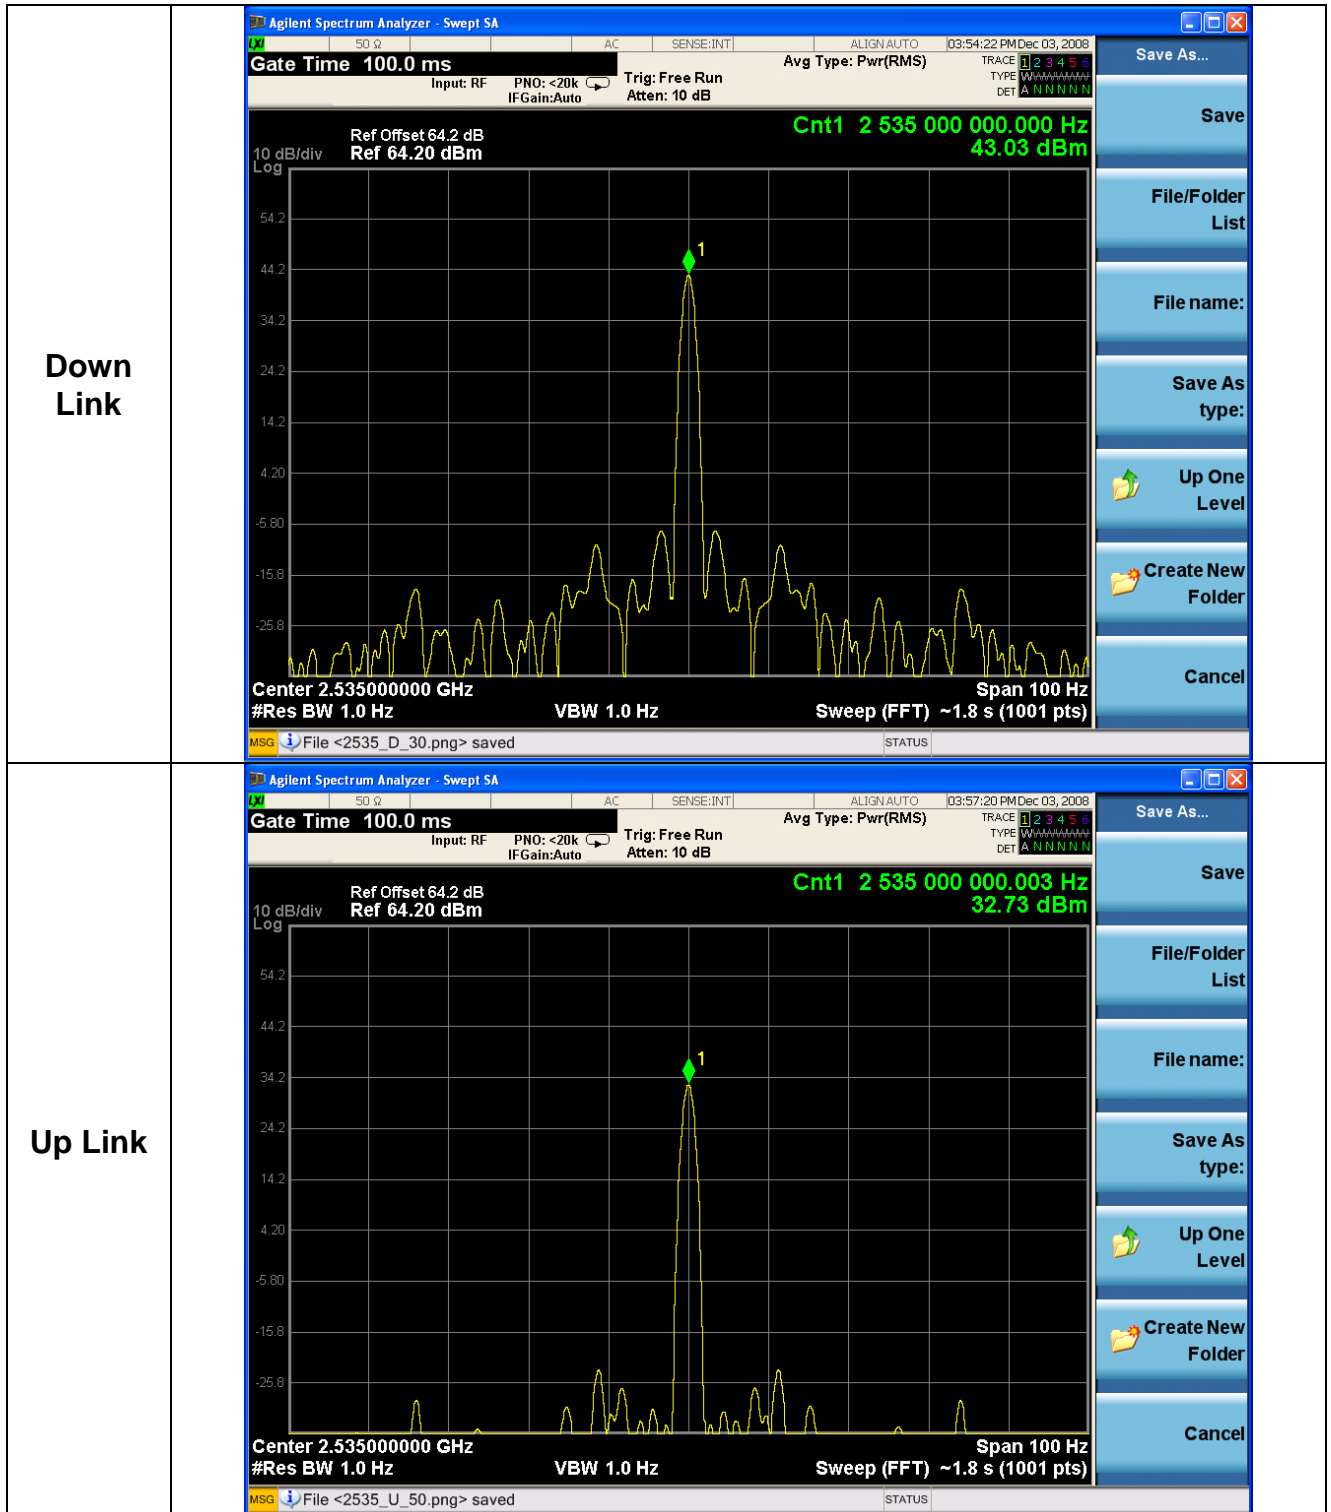 Down
Link
Agilent Spectrum Analyzer - Swept SA
LXI 50 Ω AC SENSE:INT ALIGN AUTO 03:54:22 PM Dec 03, 2008
Gate Time 100.0 ms
Input: RF PNO: <20k
IFGain:Auto
Trig: Free Run
Atten: 10 dB
Avg Type: Pwr(RMS)
TRACE 1 2 3 4 5 6
TYPE
DET A N N N N N
Cnt1 2 535 000 000.000 Hz
43.03 dBm
Ref Offset 64.2 dB
10 dB/div Ref 64.20 dBm
Log
54.2
44.2
1
34.2
24.2
14.2
4.20
-5.80
-15.8
-25.8
Center 2.535000000 GHz
Span 100 Hz
#Res BW 1.0 Hz
VBW 1.0 Hz
Sweep (FFT) ~1.8 s (1001 pts)
MSG File <2535_D_30.png> saved
STATUS
Save As...
Save
File/Folder
List
File name:
Save As
type:
Up One
Level
Create New
Folder
Cancel
Up Link
Agilent Spectrum Analyzer - Swept SA
LXI 50 Ω AC SENSE:INT ALIGN AUTO 03:57:20 PM Dec 03, 2008
Gate Time 100.0 ms
Input: RF PNO: <20k
IFGain:Auto
Trig: Free Run
Atten: 10 dB
Avg Type: Pwr(RMS)
TRACE 1 2 3 4 5 6
TYPE
DET A N N N N N
Cnt1 2 535 000 000.003 Hz
32.73 dBm
Ref Offset 64.2 dB
10 dB/div Ref 64.20 dBm
Log
54.2
44.2
1
34.2
24.2
14.2
4.20
-5.80
-15.8
-25.8
Center 2.535000000 GHz
Span 100 Hz
#Res BW 1.0 Hz
VBW 1.0 Hz
Sweep (FFT) ~1.8 s (1001 pts)
MSG File <2535_U_50.png> saved
STATUS
Save As...
Save
File/Folder
List
File name:
Save As
type:
Up One
Level
Create New
Folder
Cancel